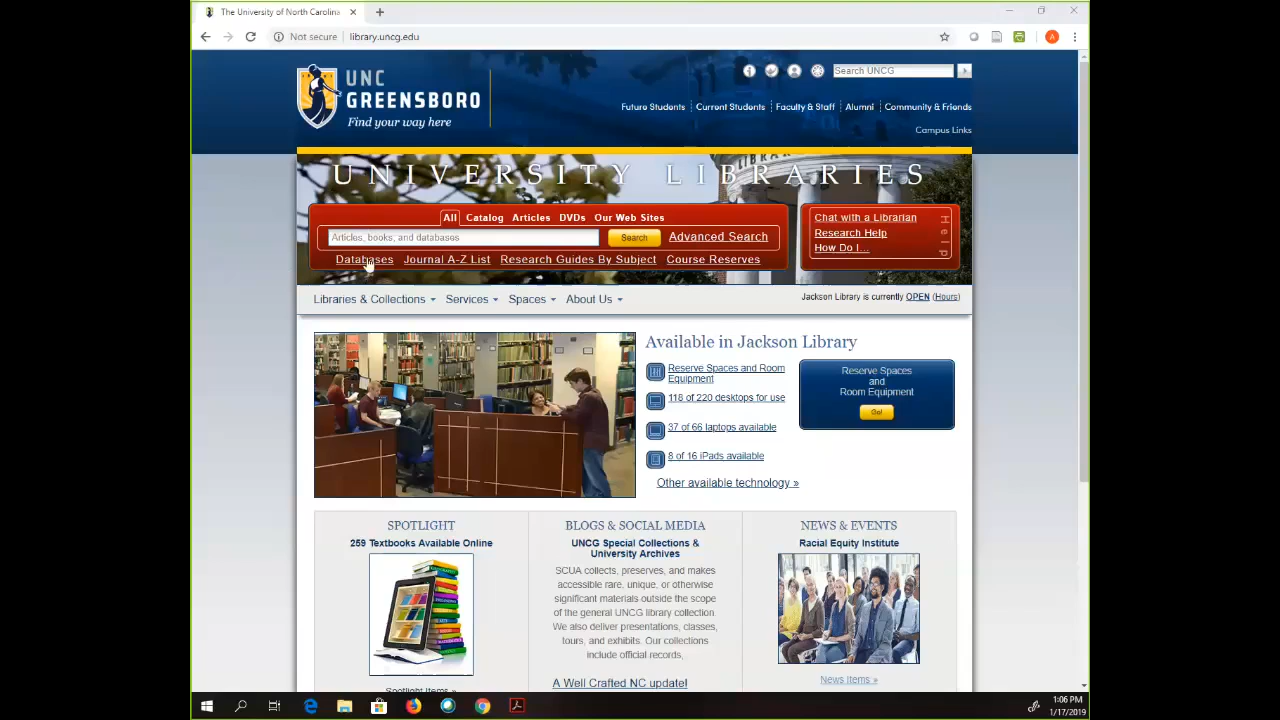 The University of North Carolina
Not secure
library.uncg.edu
A
UNC
GREENSBORO
Find your way here
Search UNCG
Future Students
Current Students
Faculty & Staff
Alumni
Community & Friends
Campus Links
LIBRARY
UNIVERSITY LIBRARIES
All
Catalog
Articles
DVDs
Our Web Sites
Articles, books, and databases
Search
Advanced Search
Databases
Journal A-Z List
Research Guides By Subject
Course Reserves
Chat with a Librarian
Research Help
How Do I...
Help
Libraries & Collections
Services
Spaces
About Us
Jackson Library is currently OPEN (Hours)
Available in Jackson Library
Reserve Spaces and Room
Equipment
118 of 220 desktops for use
37 of 66 laptops available
8 of 16 iPads available
Other available technology »
Reserve Spaces
and
Room Equipment
Go!
SPOTLIGHT
259 Textbooks Available Online
Spotlight Items »
BLOGS & SOCIAL MEDIA
UNCG Special Collections &
University Archives
SCUA collects, preserves, and makes
accessible rare, unique, or otherwise
significant materials outside the scope
of the general UNCG library collection.
We also deliver presentations, classes,
tours, and exhibits. Our collections
include official records,
A Well Crafted NC update!
NEWS & EVENTS
Racial Equity Institute
News Items »
1:06 PM
1/17/2019